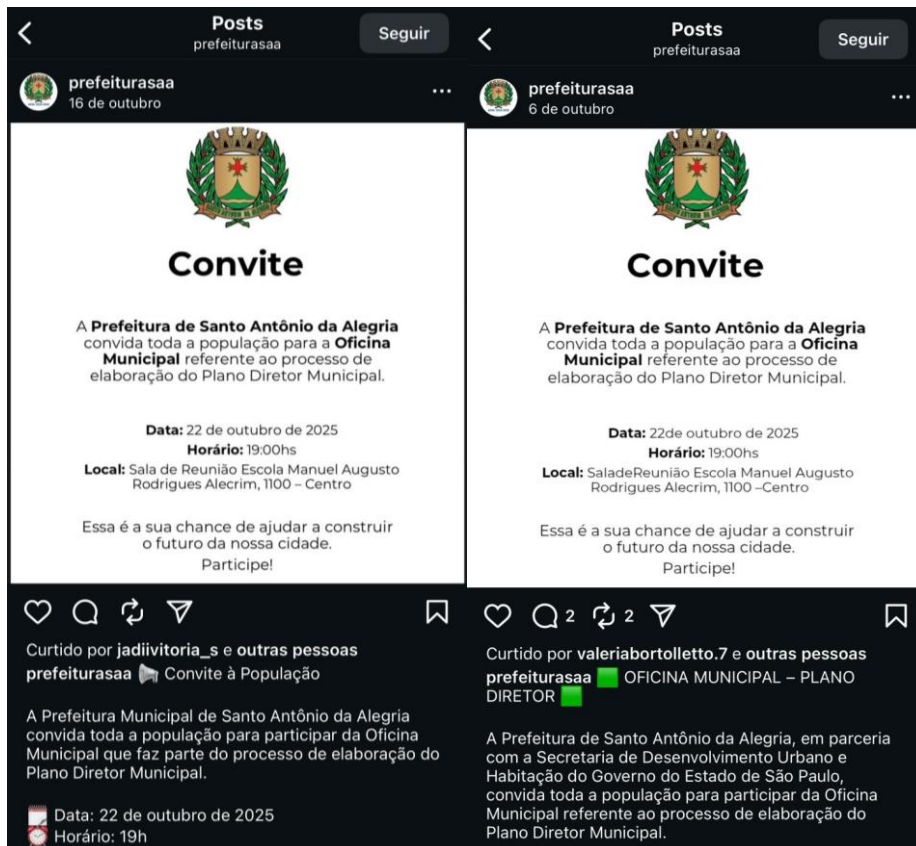 Posts
prefeiturasaa
Seguir
prefeiturasaa
16 de outubro
Convite
A Prefeitura de Santo Antônio da Alegria
convida toda a população para a Oficina
Municipal referente ao processo de
elaboração do Plano Diretor Municipal.
Data: 22 de outubro de 2025
Horário: 19:00hs
Local: Sala de Reunião Escola Manuel Augusto
Rodrigues Alecrim, 1100 – Centro
Essa é a sua chance de ajudar a construir
o futuro da nossa cidade.
Participe!
Curtido por jadiivitoria_s e outras pessoas
prefeiturasaa Convite à População
A Prefeitura Municipal de Santo Antônio da Alegria
convida toda a população para participar da Oficina
Municipal que faz parte do processo de elaboração do
Plano Diretor Municipal.
Data: 22 de outubro de 2025
Horário: 19h
Posts
prefeiturasaa
Seguir
prefeiturasaa
6 de outubro
Convite
A Prefeitura de Santo Antônio da Alegria
convida toda a população para a Oficina
Municipal referente ao processo de
elaboração do Plano Diretor Municipal.
Data: 22de outubro de 2025
Horário: 19:00hs
Local: SaladeReunião Escola Manuel Augusto
Rodrigues Alecrim, 1100 –Centro
Essa é a sua chance de ajudar a construir
o futuro da nossa cidade.
Participe!
2 2
Curtido por valeriabortolletto.7 e outras pessoas
prefeiturasaa OFICINA MUNICIPAL – PLANO
DIRETOR
A Prefeitura de Santo Antônio da Alegria, em parceria
com a Secretaria de Desenvolvimento Urbano e
Habitação do Governo do Estado de São Paulo,
convida toda a população para participar da Oficina
Municipal referente ao processo de elaboração do
Plano Diretor Municipal.